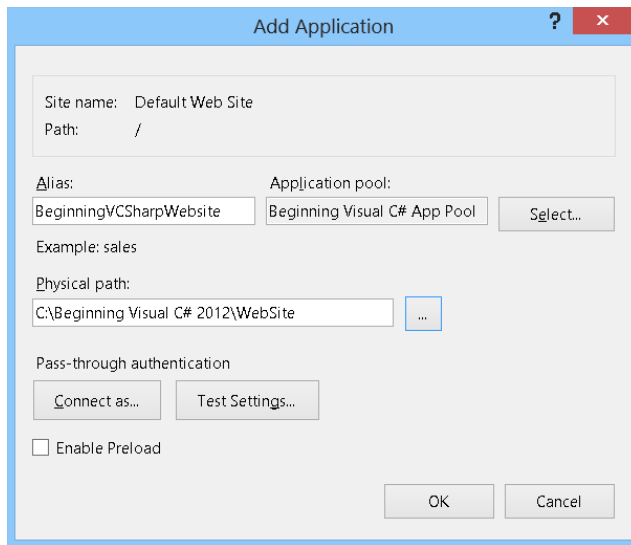 Add Application
?
x
Site name: Default Web Site
Path: /
Alias:
Application pool:
BeginningVCSharpWebsite
Beginning Visual C# App Pool
Select...
Example: sales
Physical path:
C:\Beginning Visual C# 2012\WebSite
...
Pass-through authentication
Connect as...
Test Settings...
Enable Preload
OK
Cancel